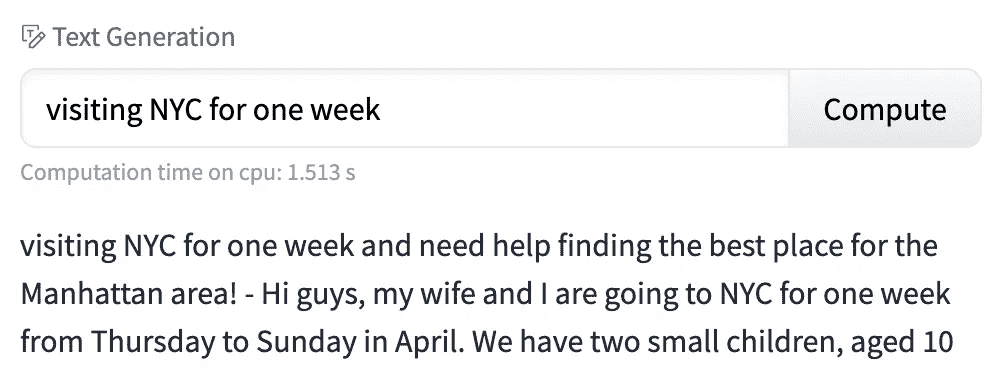 Text Generation
visiting NYC for one week
Compute
Computation time on cpu: 1.513 s
visiting NYC for one week and need help finding the best place for the
Manhattan area! - Hi guys, my wife and I are going to NYC for one week
from Thursday to Sunday in April. We have two small children, aged 10